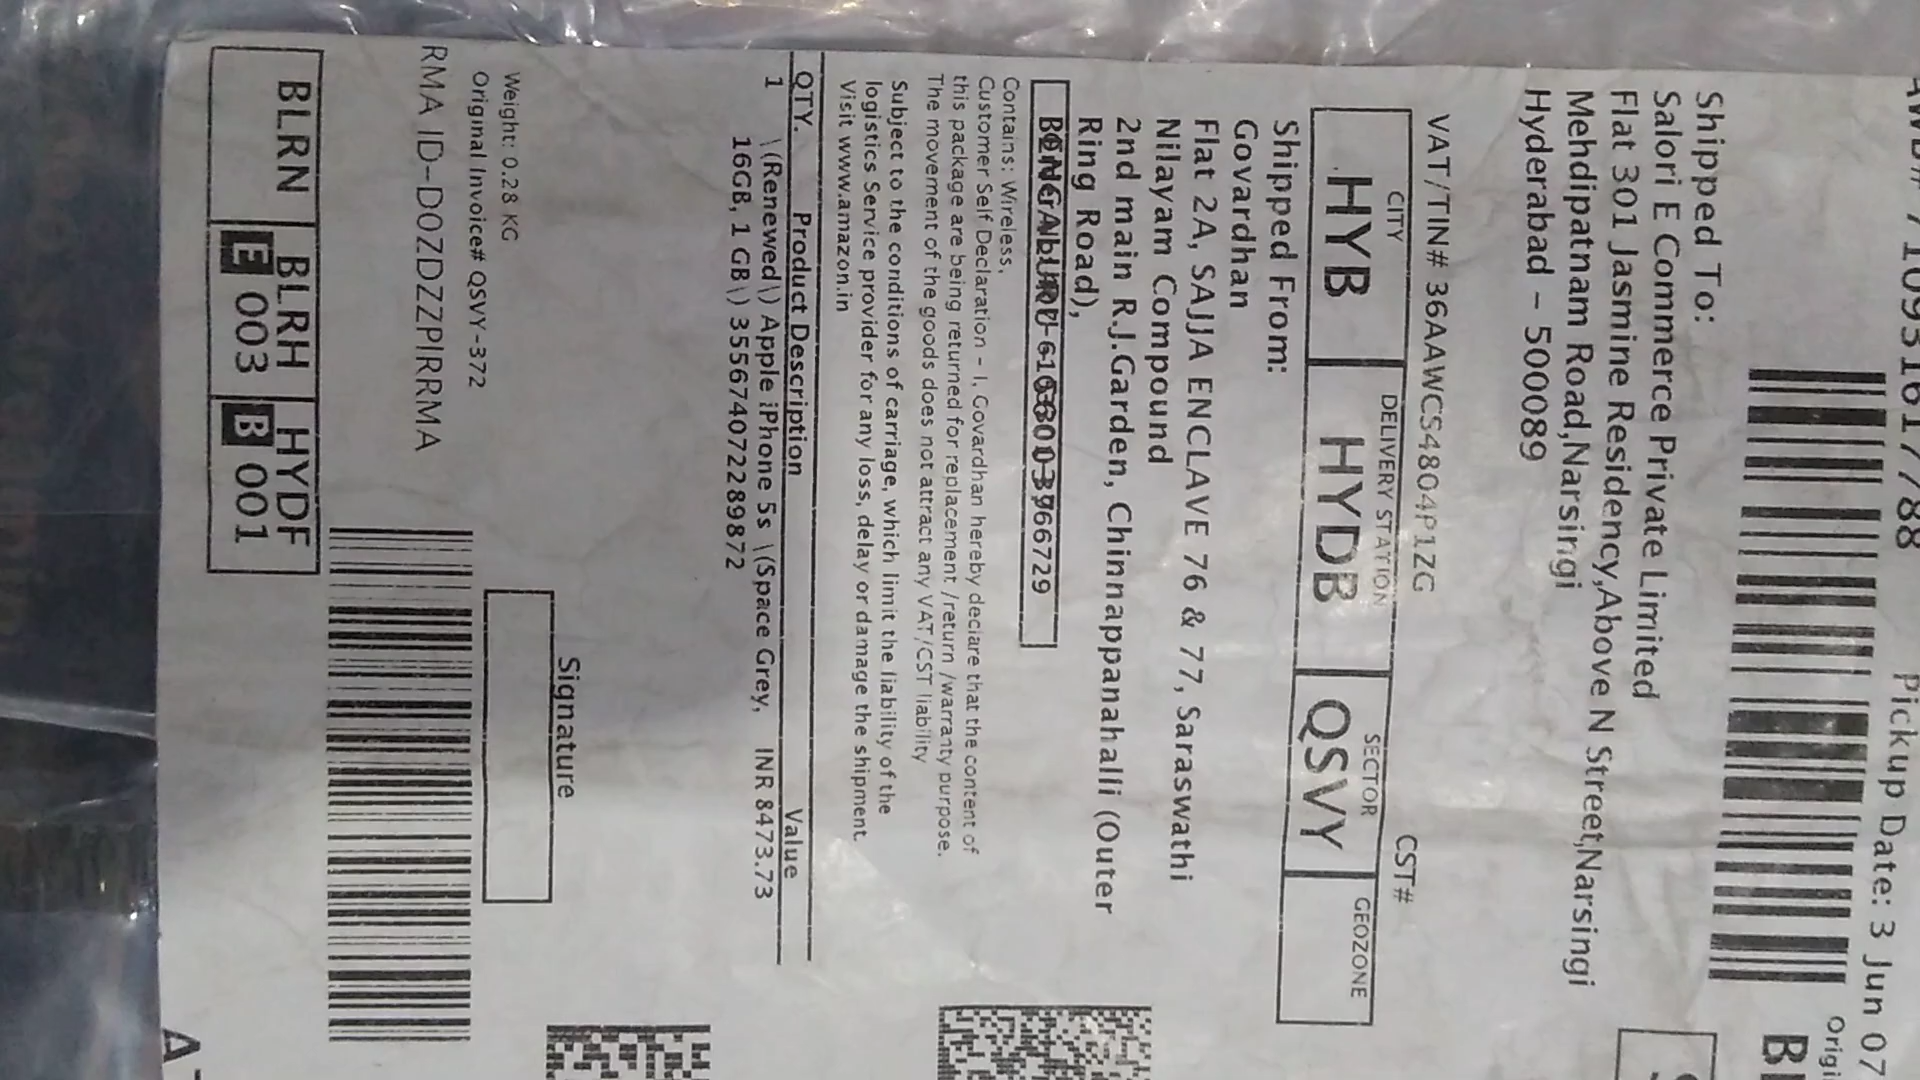 Pickup Date: 3 Jun 07
Shipped To:
Salori E Commerce Private Limited
Flat 301 Jasmine Residency,Above N Street,Narsingi
Mehdipatnam Road,Narsingi
Hyderabad - 500089
VAT/TIN# 36AAWCS4804P1ZG CST#
CITY DELIVERY STATION SECTOR GEOZONE
HYB HYDB QSVY
Shipped From:
Govardhan
Flat 2A, SAJJA ENCLAVE 76 & 77, Saraswathi
Nilayam Compound
2nd main R.J.Garden, Chinnappanahalli (Outer
Ring Road),
Contains: Wireless,
Customer Self Declaration - I, Govardhan hereby declare that the content of
this package are being returned for replacement /return /warranty purpose.
The movement of the goods does not attract any VAT/CST liability
Subject to the conditions of carriage, which limit the liability of the
logistics Service provider for any loss, delay or damage the shipment.
Visit www.amazon.in
QTY. Product Description Value
1 \(Renewed\) Apple iPhone 5s \(Space Grey, INR 8473.73
16GB, 1 GB\) 355674072289872
Signature
Weight: 0.28 KG
Original Invoice# QSVY-372
RMA ID-D0ZDZZPIRRMA
BLRN BLRH HYDF
E 003 B 001